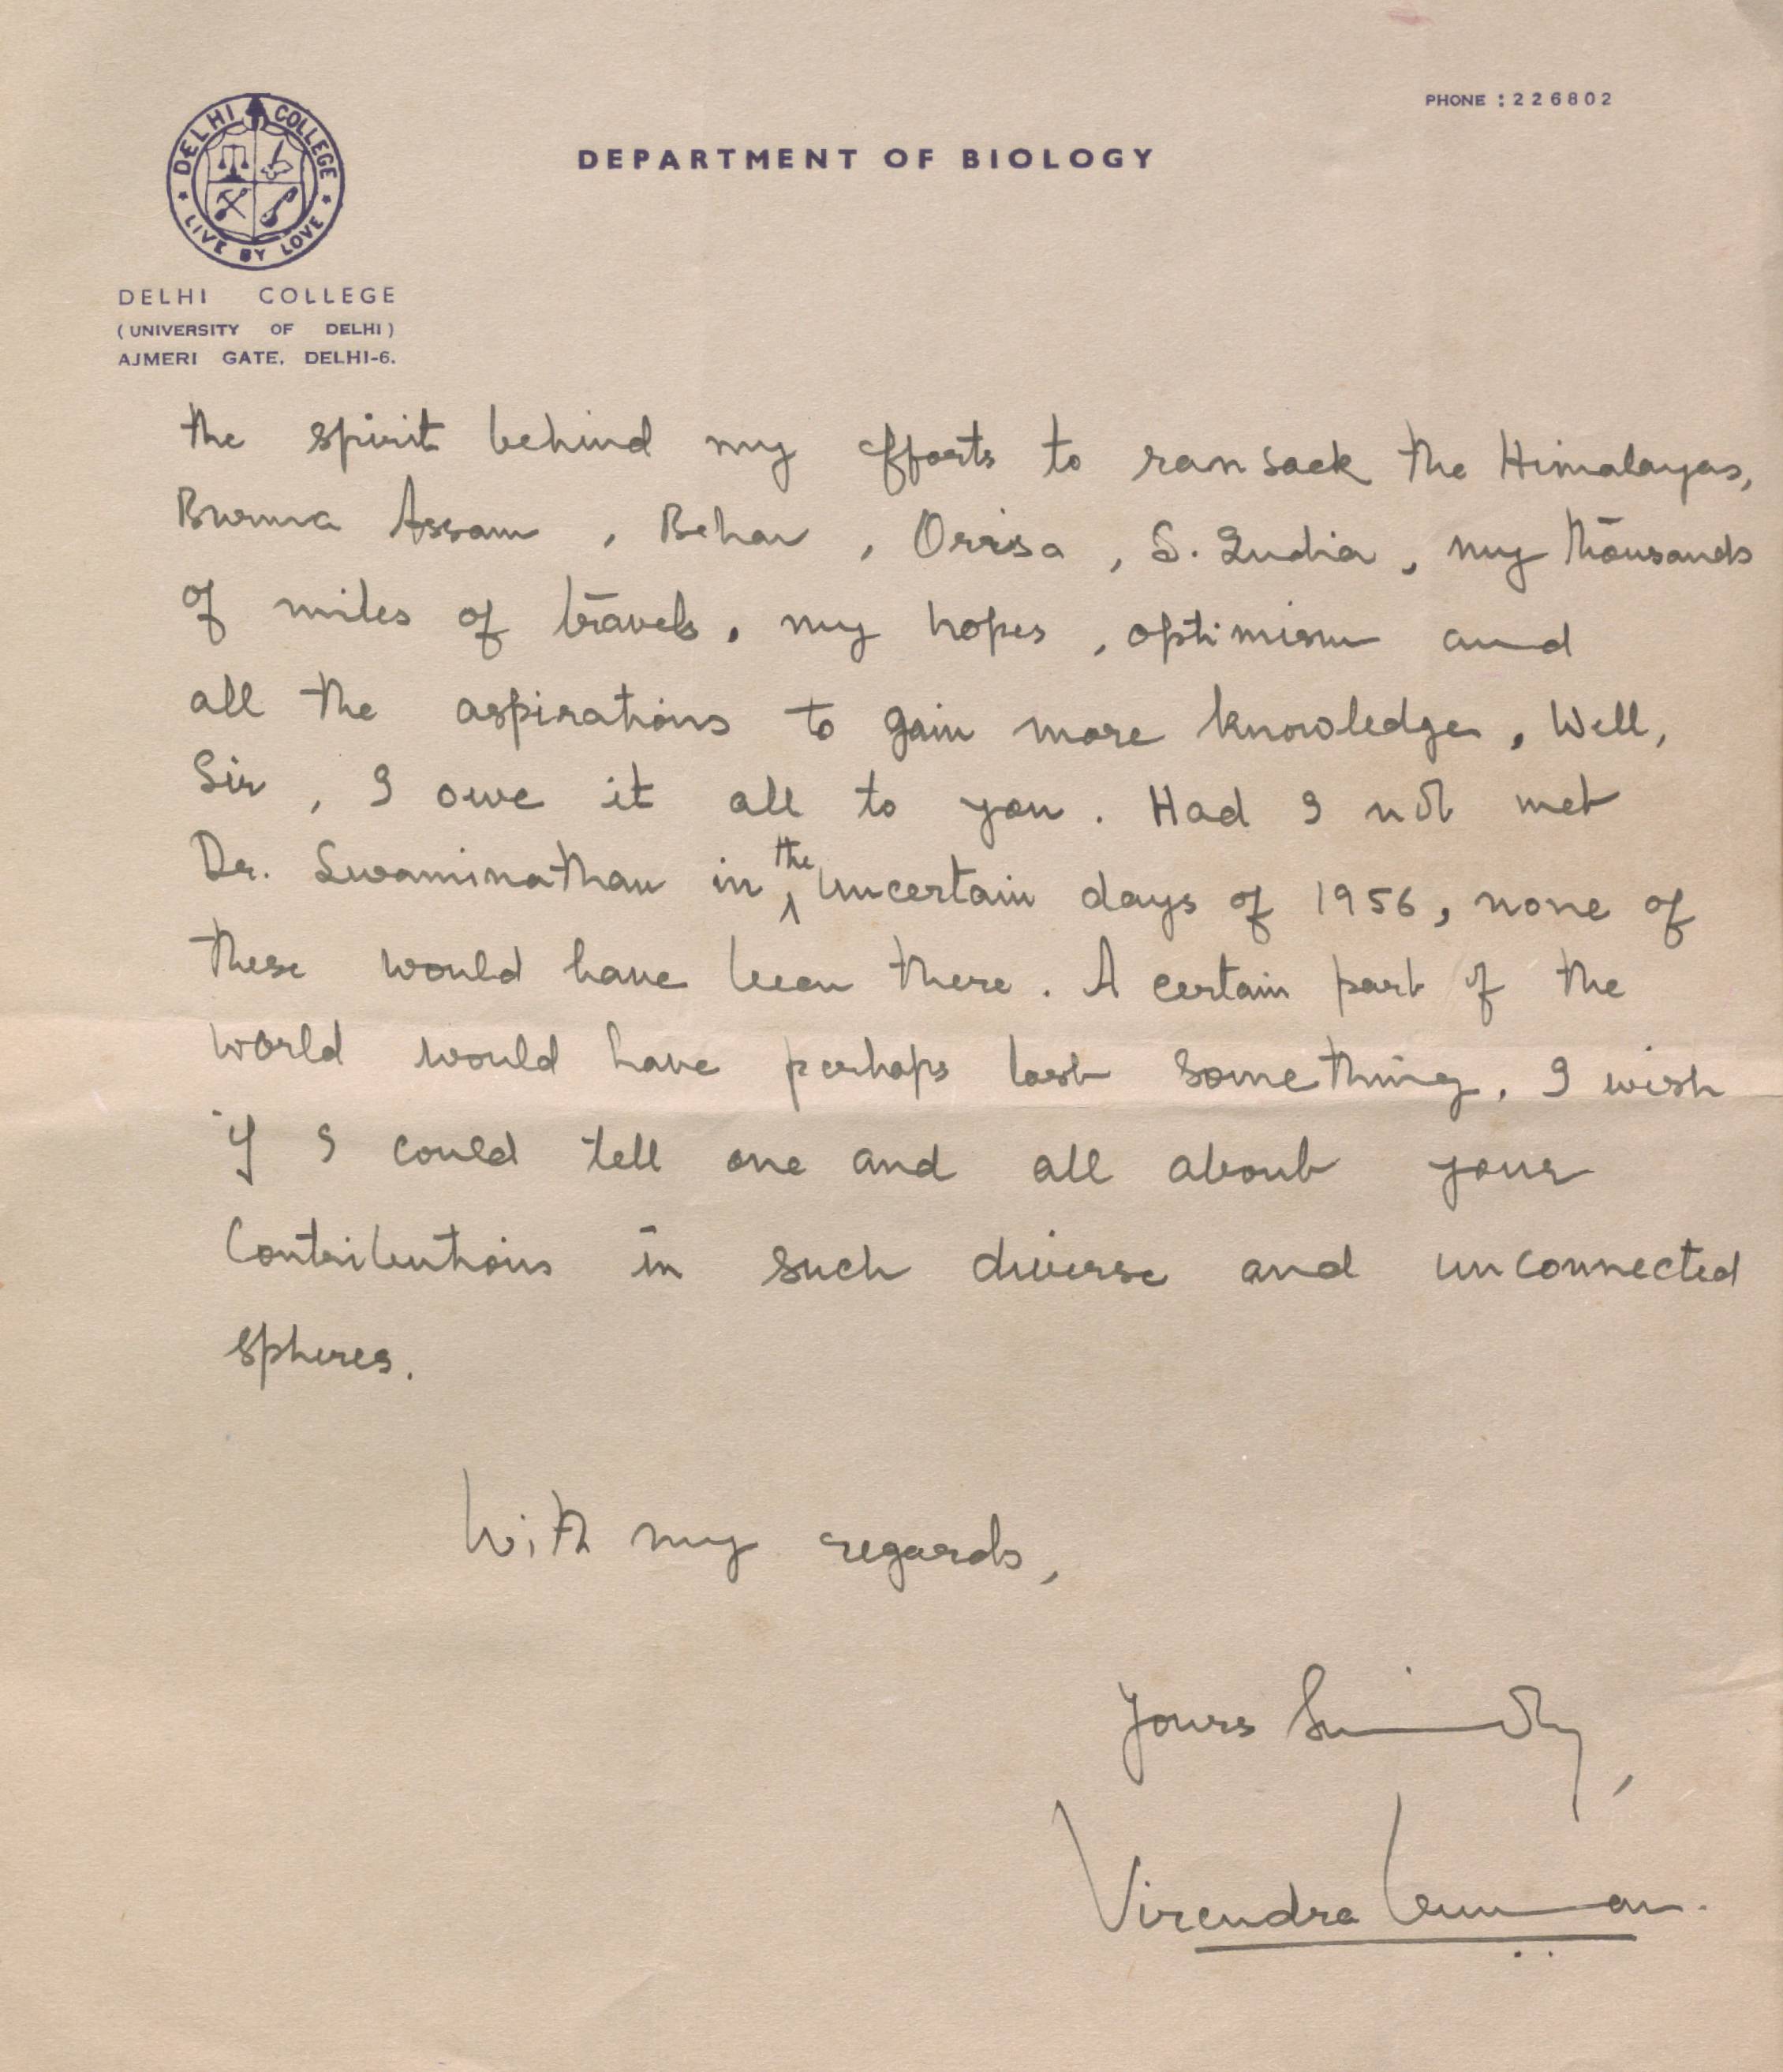 PHONE : 226802
DELHI COLLEGE
LIVE BY LOVE
DEPARTMENT OF BIOLOGY
DELHI COLLEGE
(UNIVERSITY OF DELHI)
AJMERI GATE, DELHI-6.
the spirit behind my efforts to ransack the Himalayas,
Burma Assam , Behar , Orrisa , S. India , my thousands
of miles of travels, my hopes , optimism and
all the aspirations to gain more knowledge, Well,
Sir , I owe it all to you . Had I not met
Dr. Swaminathan in the uncertain days of 1956, none of
these would have been there . A certain part of the
world would have perhaps lost something. I wish
if I could tell one and all about your
Contributions in such diverse and unconnected
spheres.
With my regards,
Yours Sincerely,
Virendra Kumar.